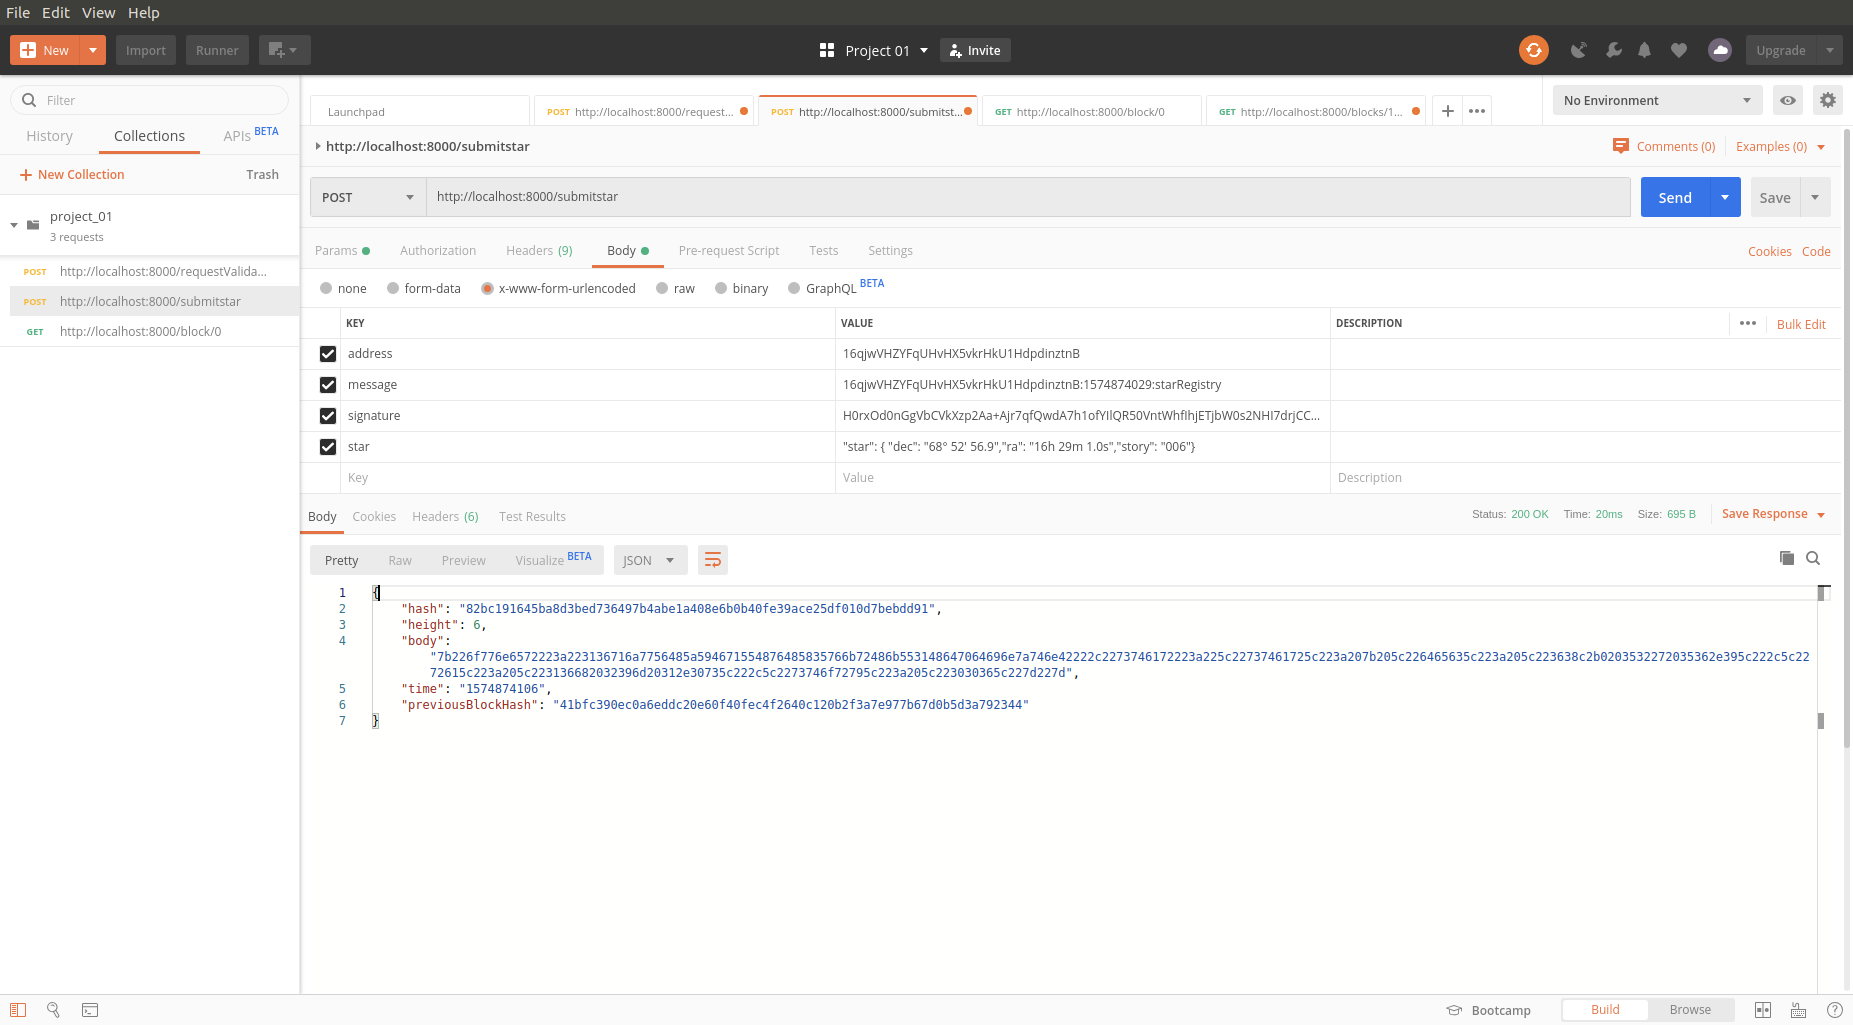 File Edit View Help
New Import Runner Project 01 Invite Upgrade
Filter
History Collections APIs BETA
New Collection Trash
project_01
3 requests
POST http://localhost:8000/requestValida...
POST http://localhost:8000/submitstar
GET http://localhost:8000/block/0
Launchpad POST http://localhost:8000/request... POST http://localhost:8000/submitst... GET http://localhost:8000/block/0 GET http://localhost:8000/blocks/1... No Environment
http://localhost:8000/submitstar Comments (0) Examples (0)
POST http://localhost:8000/submitstar Send Save
Params Authorization Headers (9) Body Pre-request Script Tests Settings Cookies Code
none form-data x-www-form-urlencoded raw binary GraphQL BETA
KEY VALUE DESCRIPTION Bulk Edit
address 16qjwVHZYFqUHvHX5vkrHkU1HdpdinztnB
message 16qjwVHZYFqUHvHX5vkrHkU1HdpdinztnB:1574874029:starRegistry
signature H0rxOd0nGgVbCVkXzp2Aa+Ajr7qfQwdA7h1ofYIlQR50VntWhfIhjETjbW0s2NHI7drjCC...
star "star": { "dec": "68° 52' 56.9","ra": "16h 29m 1.0s","story": "006"}
Key Value Description
Body Cookies Headers (6) Test Results Status: 200 OK Time: 20ms Size: 695 B Save Response
Pretty Raw Preview Visualize BETA JSON
1 {
2 "hash": "82bc191645ba8d3bed736497b4abe1a408e6b0b40fe39ace25df010d7bebdd91",
3 "height": 6,
4 "body":
"7b226f776e6572223a223136716a7756485a594671554876485835766b72486b553148647064696e7a746e42222c2273746172223a225c22737461725c223a207b205c226465635c223a205c223638c2b0203532272035362e395c222c5c22
72615c223a205c223136682032396d20312e30735c222c5c2273746f72795c223a205c223030365c227d227d",
5 "time": "1574874106",
6 "previousBlockHash": "41bfc390ec0a6eddc20e60f40fec4f2640c120b2f3a7e977b67d0b5d3a792344"
7 }
Bootcamp Build Browse